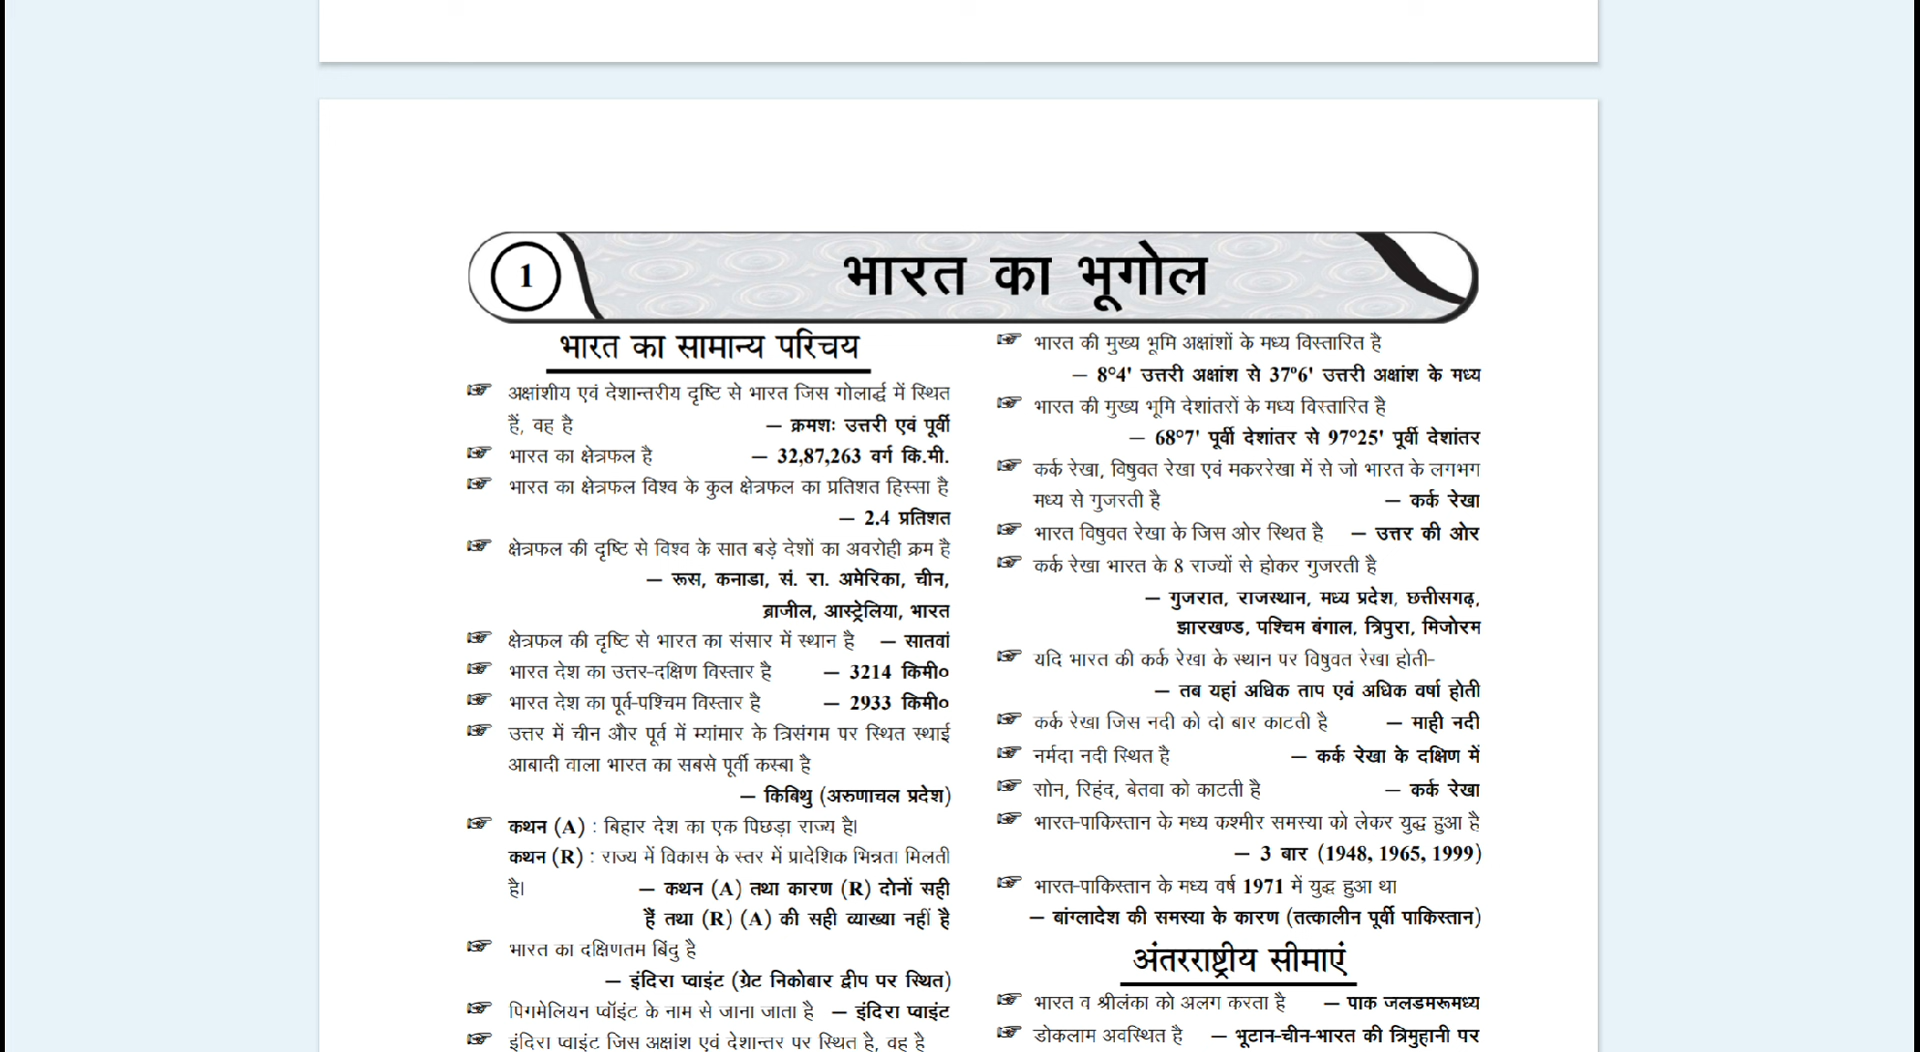 1
भारत का भूगोल
भारत का सामान्य परिचय
अक्षांशीय एवं देशान्तरीय दृष्टि से भारत जिस गोलार्द्ध में स्थित
हैं, वह है – क्रमशः उत्तरी एवं पूर्वी
भारत का क्षेत्रफल है – 32,87,263 वर्ग कि.मी.
भारत का क्षेत्रफल विश्व के कुल क्षेत्रफल का प्रतिशत हिस्सा है
– 2.4 प्रतिशत
क्षेत्रफल की दृष्टि से विश्व के सात बड़े देशों का अवरोही क्रम है
– रूस, कनाडा, सं. रा. अमेरिका, चीन,
ब्राजील, आस्ट्रेलिया, भारत
क्षेत्रफल की दृष्टि से भारत का संसार में स्थान है – सातवां
भारत देश का उत्तर-दक्षिण विस्तार है – 3214 किमी०
भारत देश का पूर्व-पश्चिम विस्तार है – 2933 किमी०
उत्तर में चीन और पूर्व में म्यांमार के त्रिसंगम पर स्थित स्थाई
आबादी वाला भारत का सबसे पूर्वी कस्बा है
– किबिथु (अरुणाचल प्रदेश)
कथन (A) : बिहार देश का एक पिछड़ा राज्य है।
कथन (R) : राज्य में विकास के स्तर में प्रादेशिक भिन्नता मिलती
है। – कथन (A) तथा कारण (R) दोनों सही
हैं तथा (R) (A) की सही व्याख्या नहीं है
भारत का दक्षिणतम बिंदु है
– इंदिरा प्वाइंट (ग्रेट निकोबार द्वीप पर स्थित)
पिगमेलियन प्वॉइंट के नाम से जाना जाता है – इंदिरा प्वाइंट
इंदिरा प्वाइंट जिस अक्षांश एवं देशान्तर पर स्थित है, वह है
भारत की मुख्य भूमि अक्षांशों के मध्य विस्तारित है
– 8°4' उत्तरी अक्षांश से 37°6' उत्तरी अक्षांश के मध्य
भारत की मुख्य भूमि देशांतरों के मध्य विस्तारित है
– 68°7' पूर्वी देशांतर से 97°25' पूर्वी देशांतर
कर्क रेखा, विषुवत रेखा एवं मकररेखा में से जो भारत के लगभग
मध्य से गुजरती है – कर्क रेखा
भारत विषुवत रेखा के जिस ओर स्थित है – उत्तर की ओर
कर्क रेखा भारत के 8 राज्यों से होकर गुजरती है
– गुजरात, राजस्थान, मध्य प्रदेश, छत्तीसगढ़,
झारखण्ड, पश्चिम बंगाल, त्रिपुरा, मिजोरम
यदि भारत की कर्क रेखा के स्थान पर विषुवत रेखा होती-
– तब यहां अधिक ताप एवं अधिक वर्षा होती
कर्क रेखा जिस नदी को दो बार काटती है – माही नदी
नर्मदा नदी स्थित है – कर्क रेखा के दक्षिण में
सोन, रिहंद, बेतवा को काटती है – कर्क रेखा
भारत-पाकिस्तान के मध्य कश्मीर समस्या को लेकर युद्ध हुआ है
– 3 बार (1948, 1965, 1999)
भारत-पाकिस्तान के मध्य वर्ष 1971 में युद्ध हुआ था
– बांग्लादेश की समस्या के कारण (तत्कालीन पूर्वी पाकिस्तान)
अंतरराष्ट्रीय सीमाएं
भारत व श्रीलंका को अलग करता है – पाक जलडमरूमध्य
डोकलाम अवस्थित है – भूटान-चीन-भारत की त्रिमुहानी पर